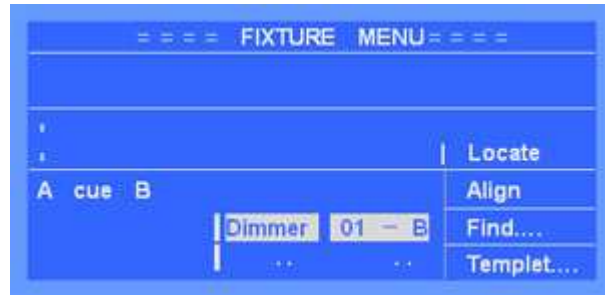 = = = = FIXTURE MENU= = = =
Locate
A cue B Align
Dimmer 01 – B Find....
Templet....